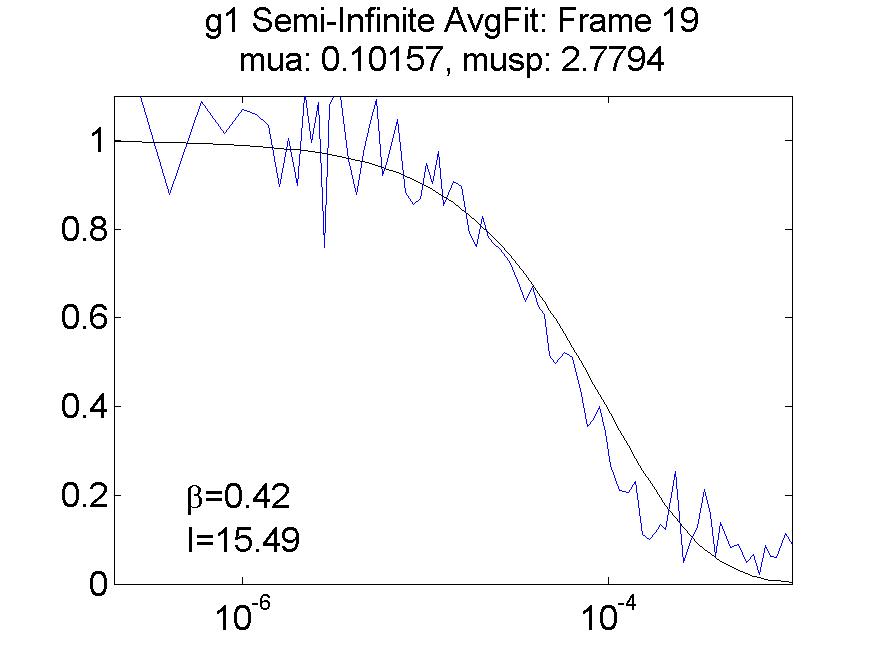 g1 Semi-Infinite AvgFit: Frame 19
mua: 0.10157, musp: 2.7794
1
0.8
0.6
0.4
0.2
0
β=0.42
I=15.49
10^-6
10^-4